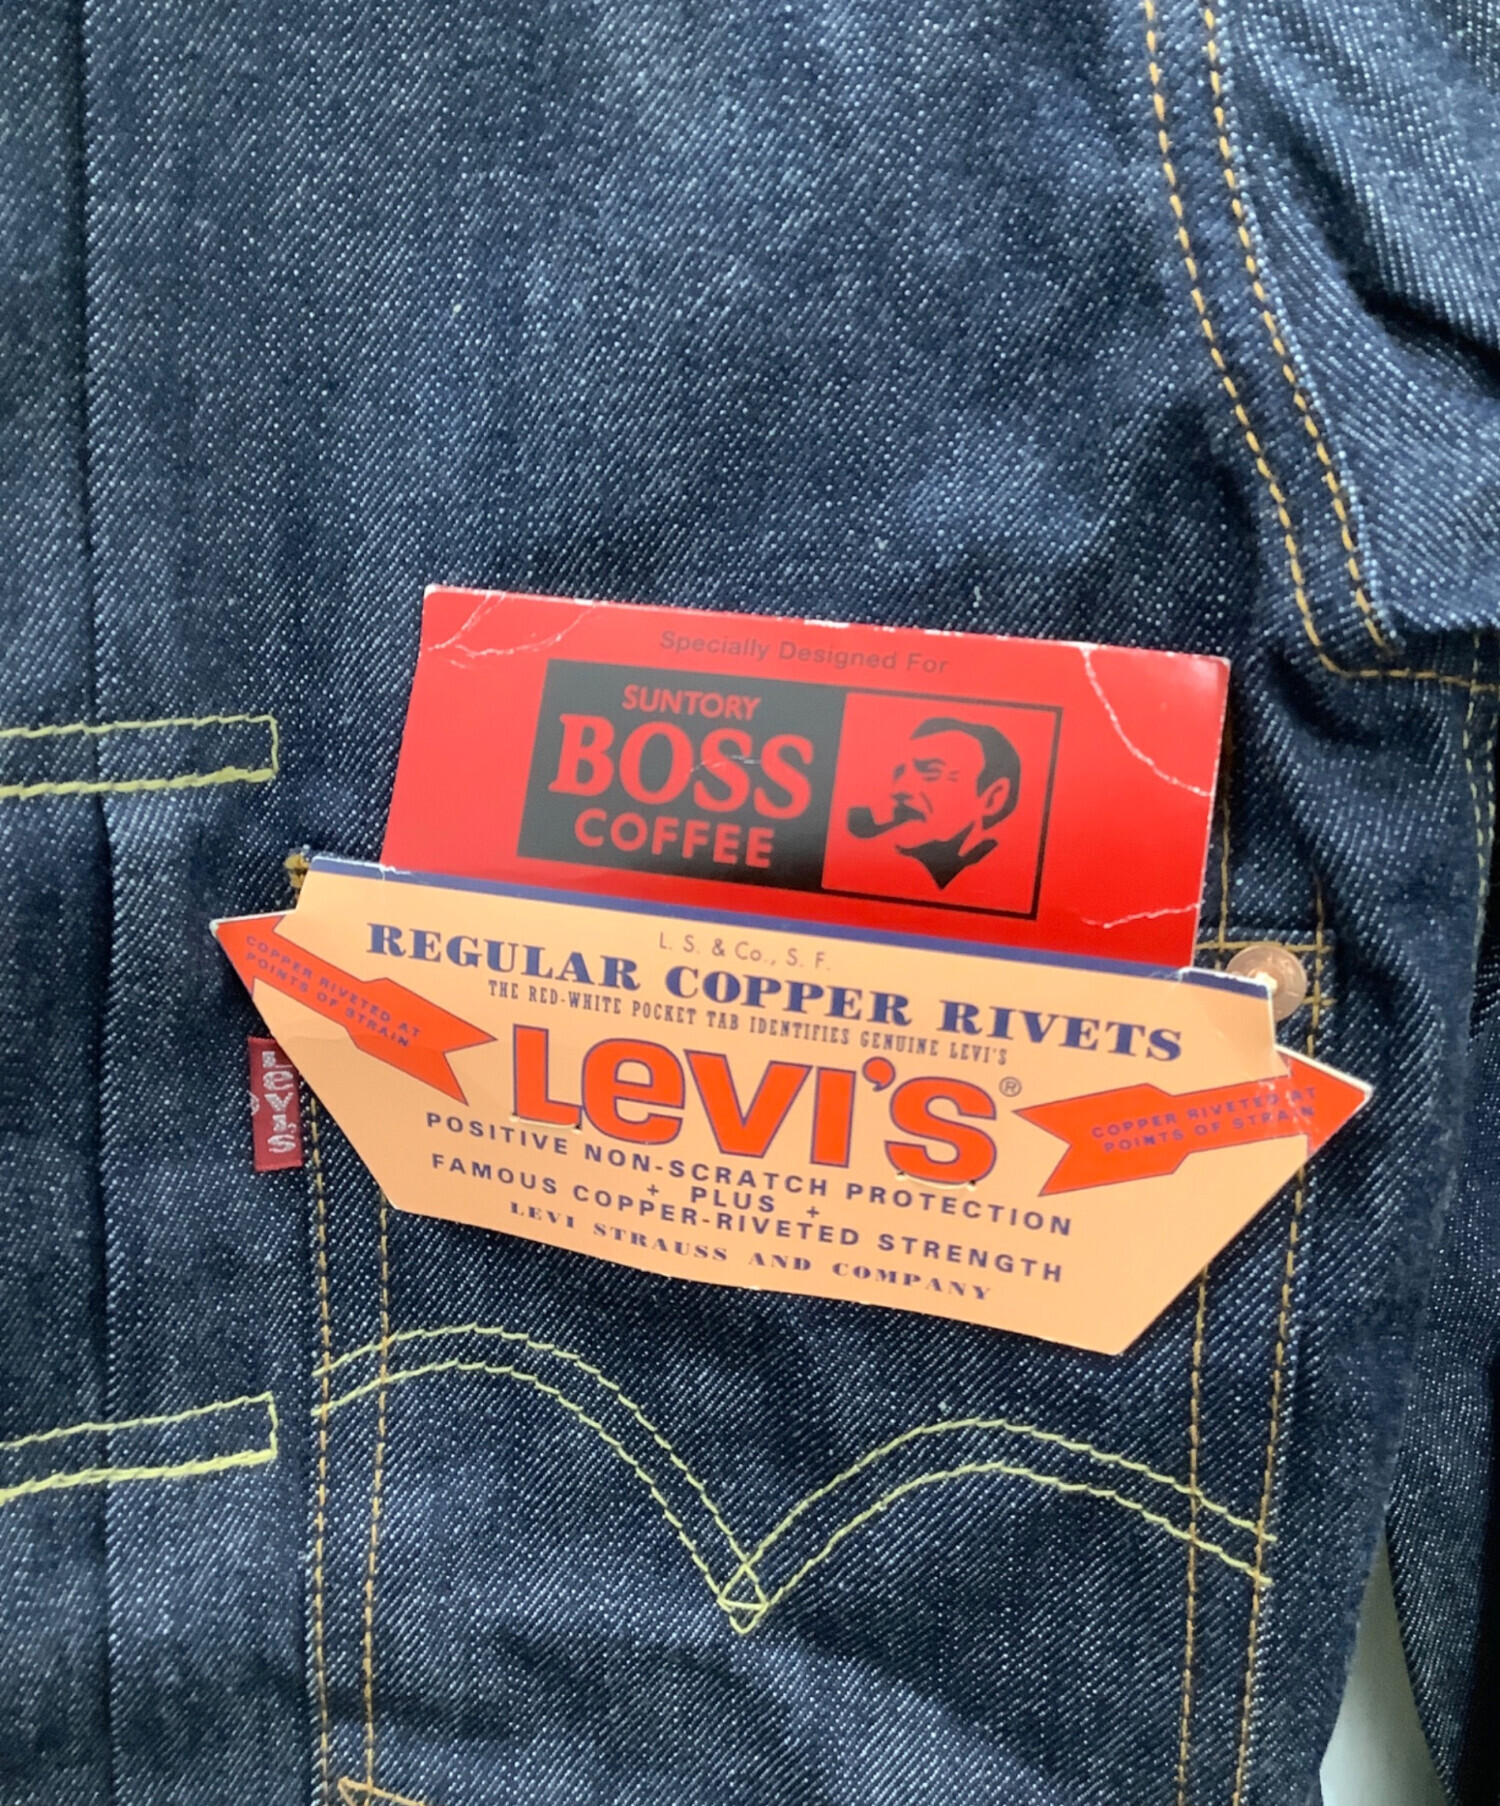 Specially Designed For
SUNTORY
BOSS
COFFEE
L. S. & Co., S. F.
REGULAR COPPER RIVETS
THE RED-WHITE POCKET TAB IDENTIFIES GENUINE LEVI'S
COPPER RIVETED AT
POINTS OF STRAIN
LEVI'S®
COPPER RIVETED AT
POINTS OF STRAIN
POSITIVE NON-SCRATCH PROTECTION
+ PLUS +
FAMOUS COPPER-RIVETED STRENGTH
LEVI STRAUSS AND COMPANY
LEVI'S